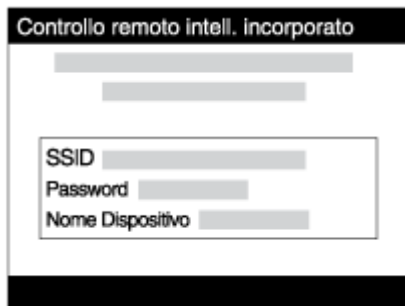 Controllo remoto intell. incorporato
SSID
Password
Nome Dispositivo